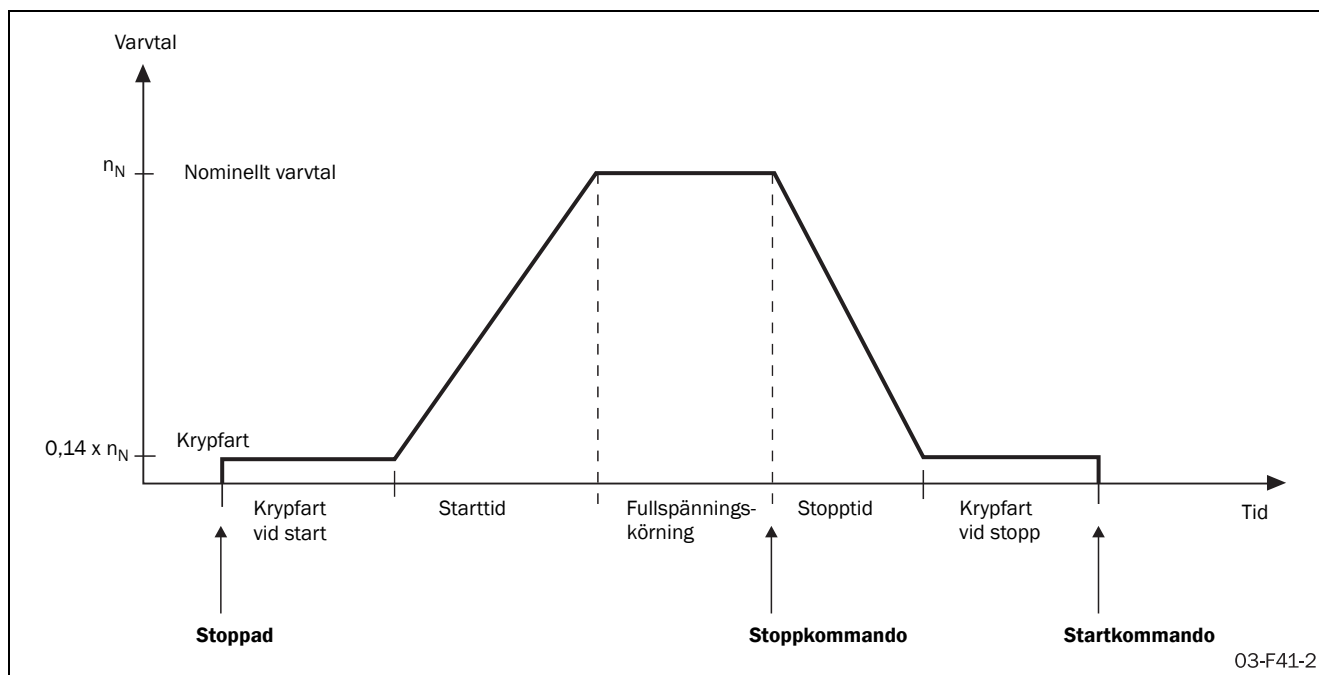 Varvtal
n_N
Nominellt varvtal
0,14 x n_N
Krypfart
Krypfart
vid start
Starttid
Fullspännings-
körning
Stopptid
Krypfart
vid stopp
Tid
Stoppad
Stoppkommando
Startkommando
03-F41-2